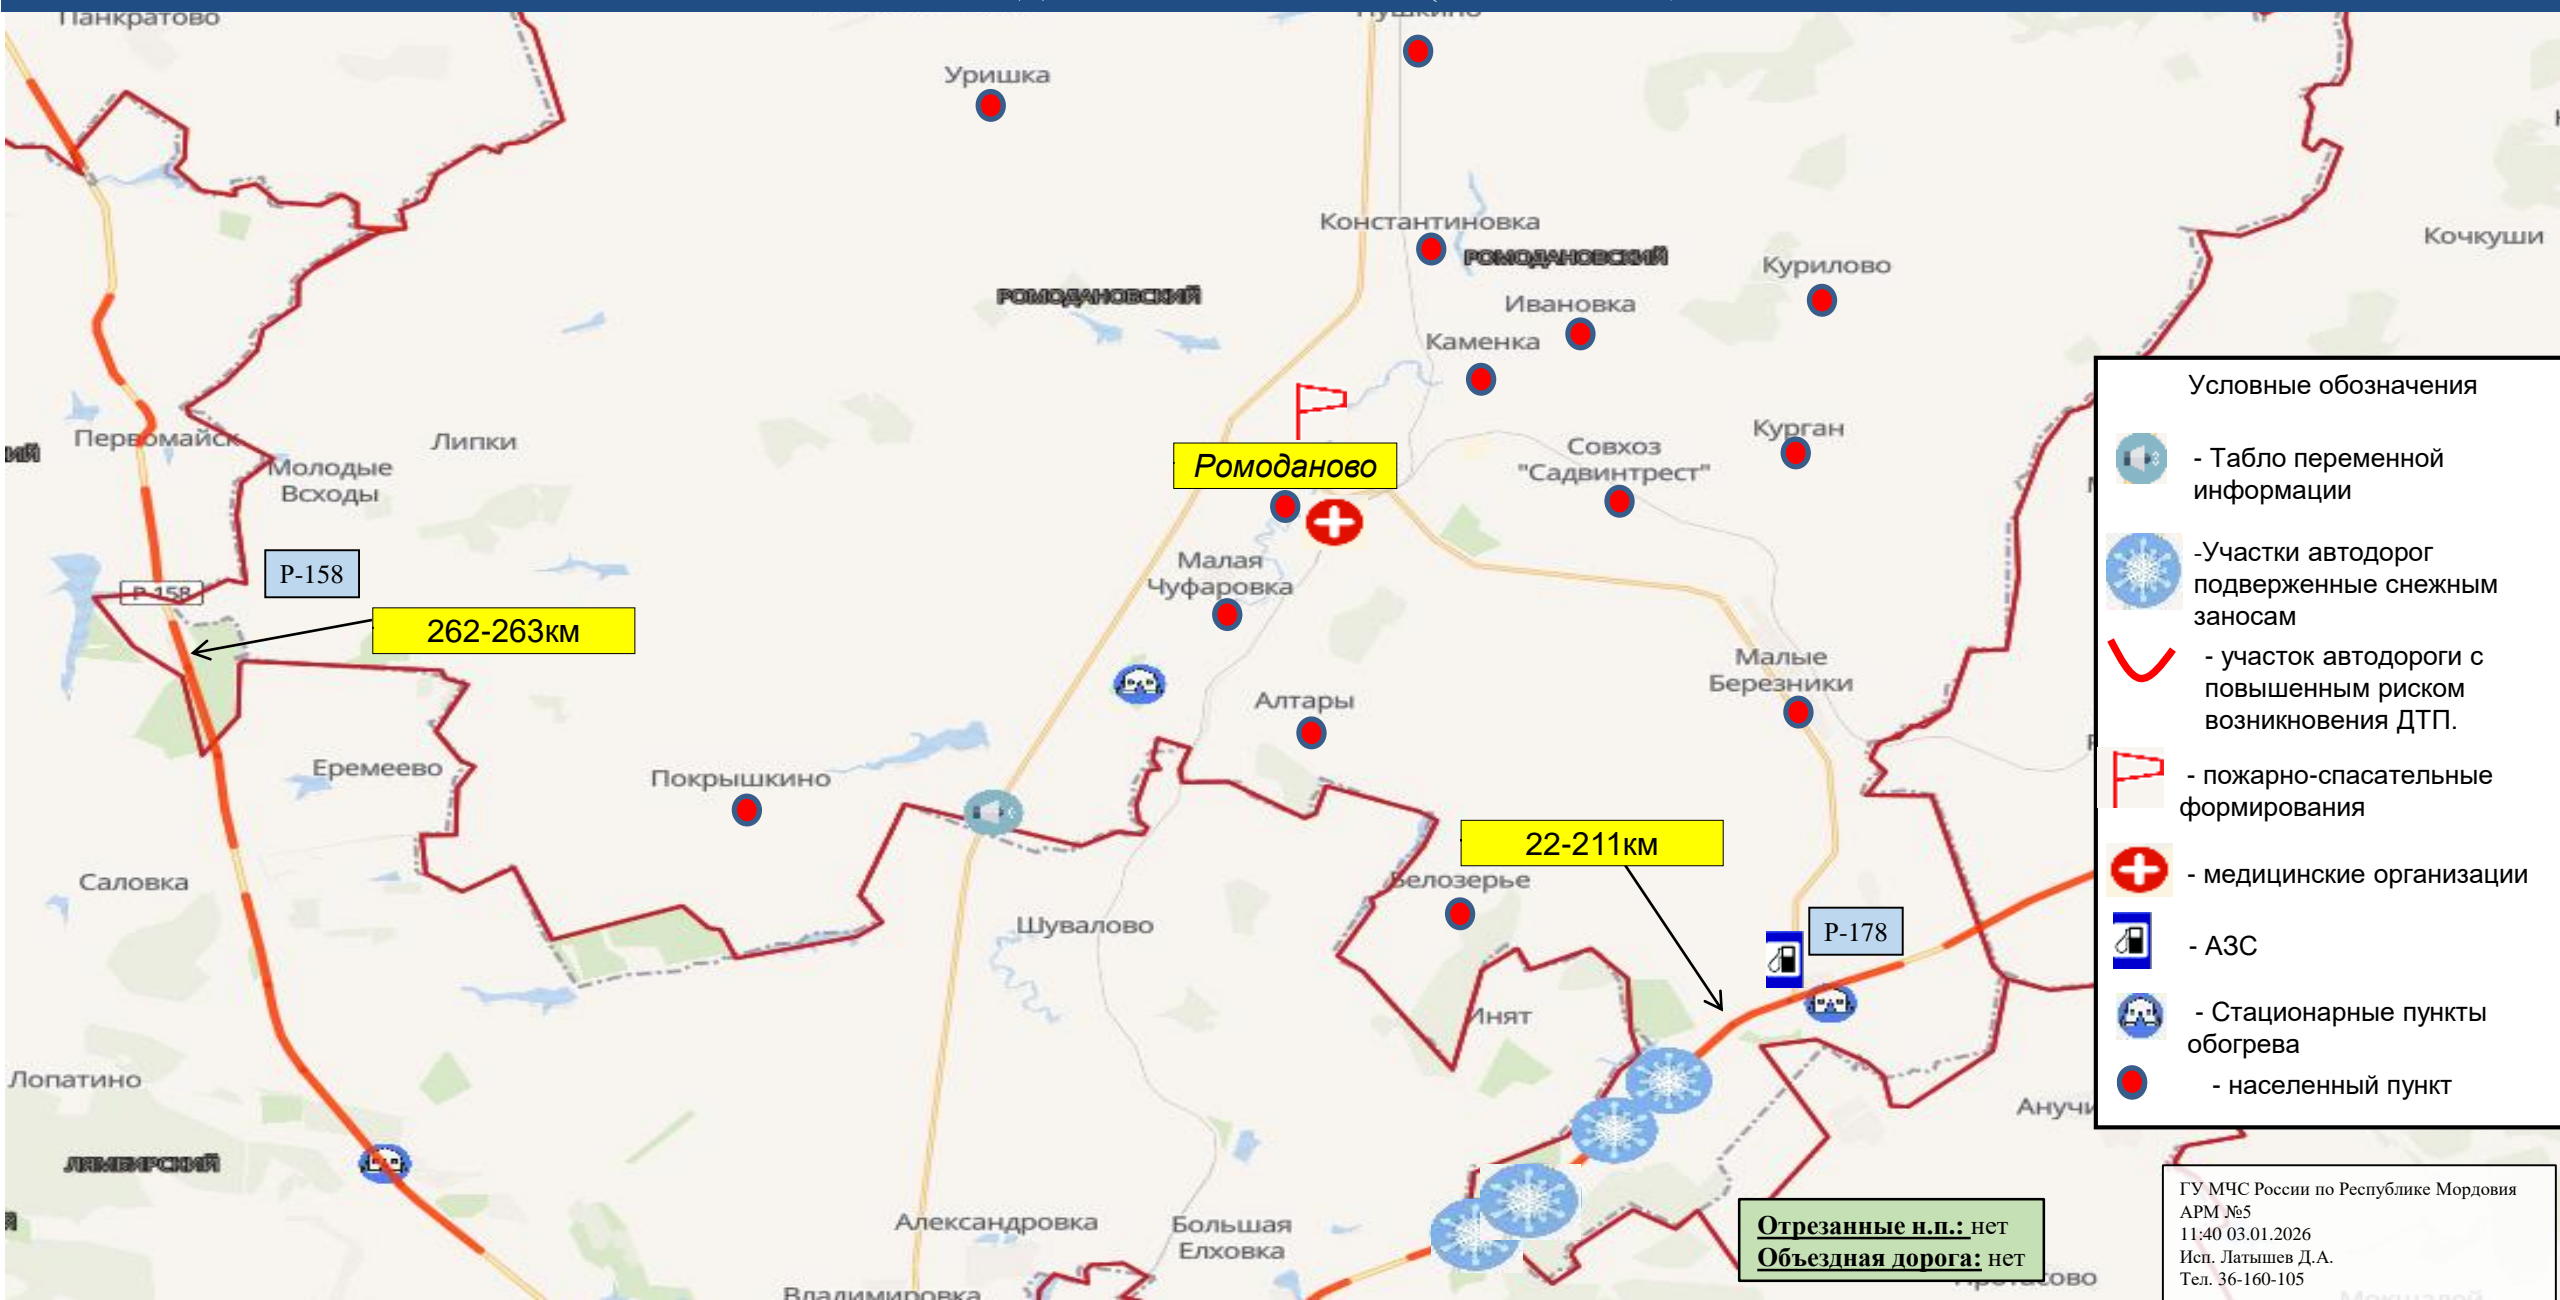 Панкратово
Уришка
Константиновка
РОМОДАНОВСКИЙ
Курилово
Кочкуши
РОМОДАНОВСКИЙ
Ивановка
Каменка
Первомайск
Липки
Молодые
Всходы
Ромоданово
Совхоз
"Садвинтрест"
Курган
Р-158
Р-158
262-263км
Малая
Чуфаровка
Малые
Березники
Алтары
Еремеево
Покрышкино
22-211км
Белозерье
Саловка
Шувалово
Р-178
Инят
Лопатино
ЛЯМБИРСКИЙ
Александровка
Большая
Елховка
Владимировка
Отрезанные н.п.: нет
Объездная дорога: нет
Условные обозначения
- Табло переменной
информации
-Участки автодорог
подверженные снежным
заносам
- участок автодороги с
повышенным риском
возникновения ДТП.
- пожарно-спасательные
формирования
- медицинские организации
- АЗС
- Стационарные пункты
обогрева
- населенный пункт
ГУ МЧС России по Республике Мордовия
АРМ №5
11:40 03.01.2026
Исп. Латышев Д.А.
Тел. 36-160-105